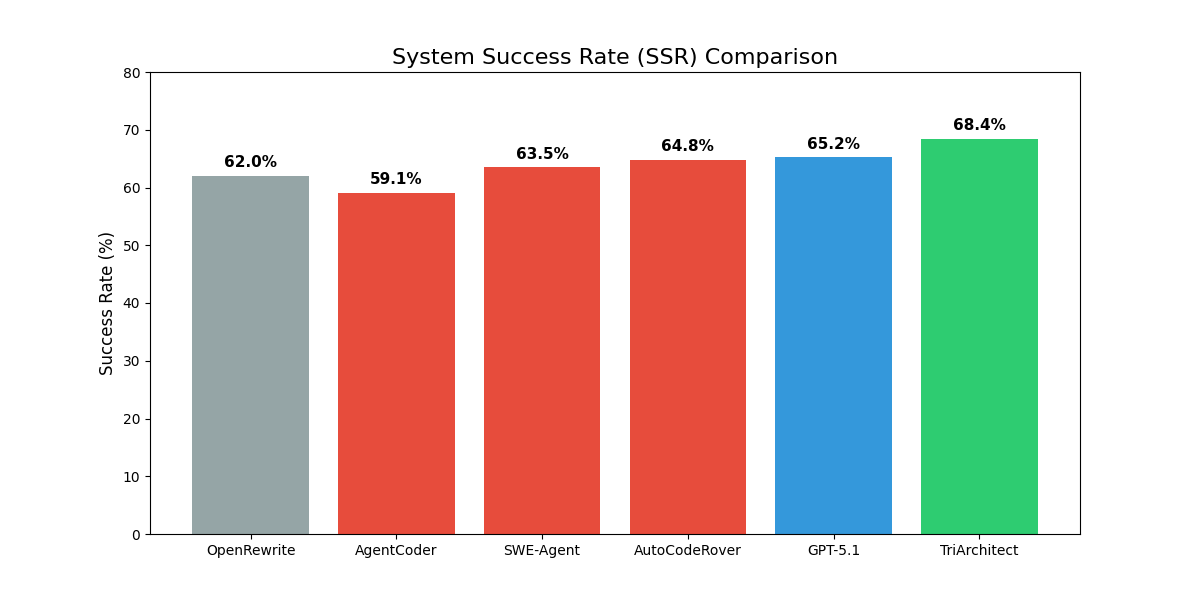 System Success Rate (SSR) Comparison
Success Rate (%)
80
70
60
50
40
30
20
10
0
62.0%
59.1%
63.5%
64.8%
65.2%
68.4%
OpenRewrite
AgentCoder
SWE-Agent
AutoCodeRover
GPT-5.1
TriArchitect